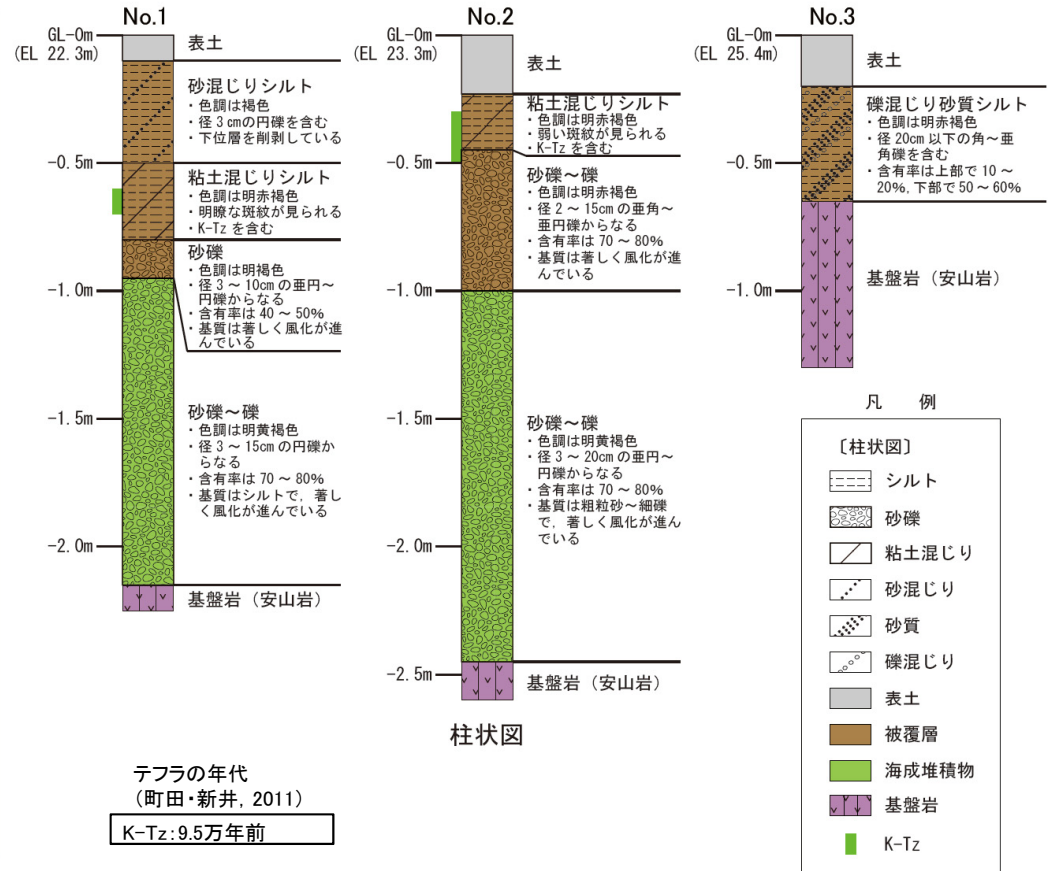 No.1
GL-0m
(EL 22.3m)
-0.5m
-1.0m
-1.5m
-2.0m
表土
砂混じりシルト
・色調は褐色
・径3cmの円礫を含む
・下位層を削剥している
粘土混じりシルト
・色調は明赤褐色
・明瞭な斑紋が見られる
・K-Tzを含む
砂礫
・色調は明褐色
・径3～10cmの亜円～
円礫からなる
・含有率は40～50%
・基質は著しく風化が進
んでいる
砂礫～礫
・色調は明黄褐色
・径3～15cmの円礫か
らなる
・含有率は70～80%
・基質はシルトで，著し
く風化が進んでいる
基盤岩（安山岩）
No.2
GL-0m
(EL 23.3m)
-0.5m
-1.0m
-1.5m
-2.0m
-2.5m
表土
粘土混じりシルト
・色調は明赤褐色
・弱い斑紋が見られる
・K-Tzを含む
砂礫～礫
・色調は明赤褐色
・径2～15cmの亜角～
亜円礫からなる
・含有率は70～80%
・基質は著しく風化が進
んでいる
砂礫～礫
・色調は明黄褐色
・径3～20cmの亜円～
円礫からなる
・含有率は70～80%
・基質は粗粒砂～細礫
で，著しく風化が進ん
でいる
基盤岩（安山岩）
No.3
GL-0m
(EL 25.4m)
-0.5m
-1.0m
表土
礫混じり砂質シルト
・色調は明赤褐色
・径20cm以下の角～亜
角礫を含む
・含有率は上部で10～
20%，下部で50～60%
基盤岩（安山岩）
柱状図
テフラの年代
（町田・新井，2011）
K-Tz：9.5万年前
凡　例
〔柱状図〕
シルト
砂礫
粘土混じり
砂混じり
砂質
礫混じり
表土
被覆層
海成堆積物
基盤岩
K-Tz